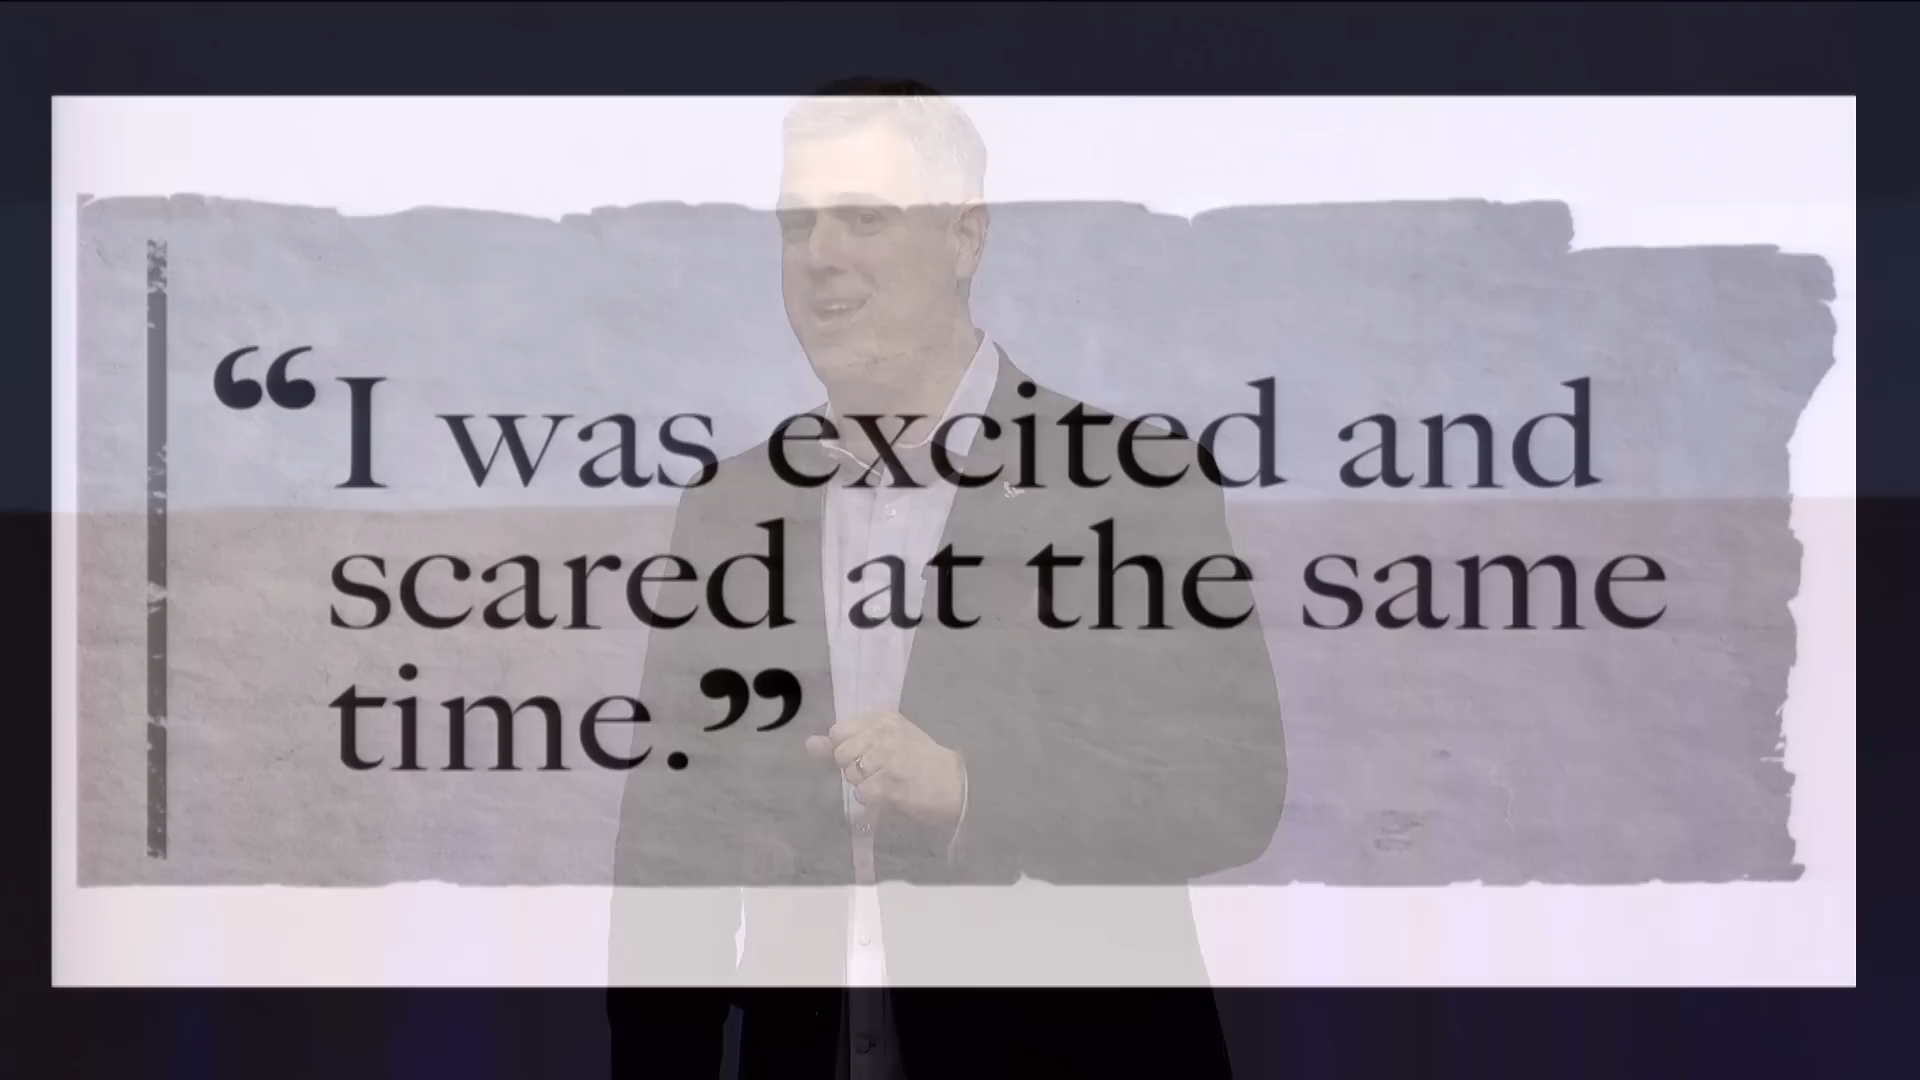 “I was excited and
scared at the same
time.”